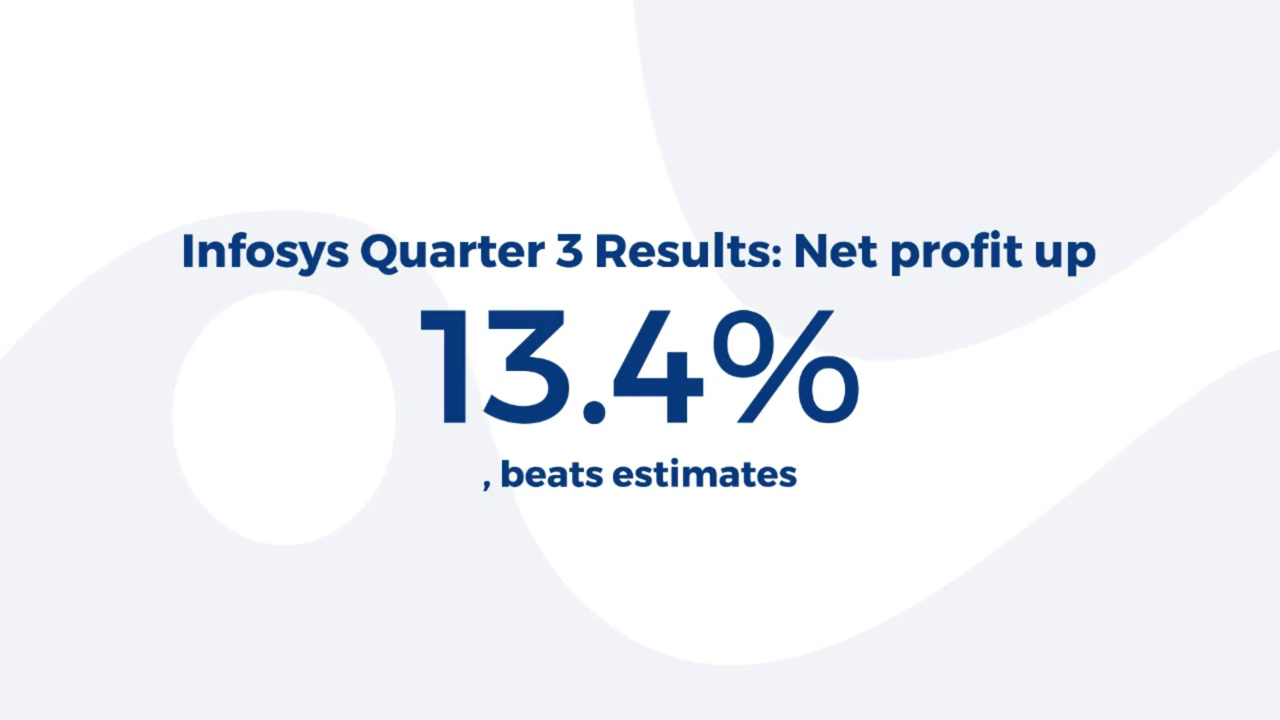 Infosys Quarter 3 Results: Net profit up
13.4%
, beats estimates